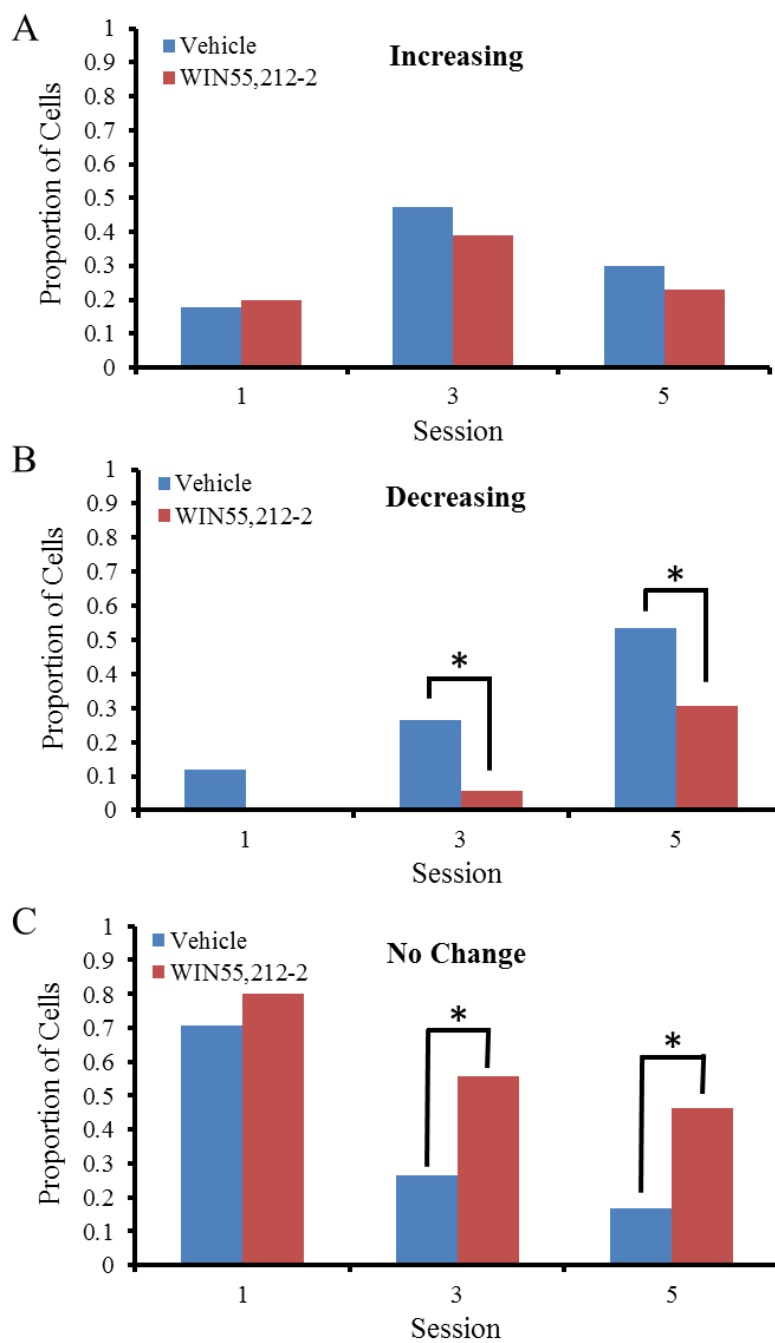 A
Increasing
Vehicle
WIN55,212-2
Proportion of Cells
1
0.9
0.8
0.7
0.6
0.5
0.4
0.3
0.2
0.1
0
1 3 5
Session
B
Decreasing
Vehicle
WIN55,212-2
Proportion of Cells
1
0.9
0.8
0.7
0.6
0.5
0.4
0.3
0.2
0.1
0
*
*
1 3 5
Session
C
No Change
Vehicle
WIN55,212-2
Proportion of Cells
1
0.9
0.8
0.7
0.6
0.5
0.4
0.3
0.2
0.1
0
*
*
1 3 5
Session